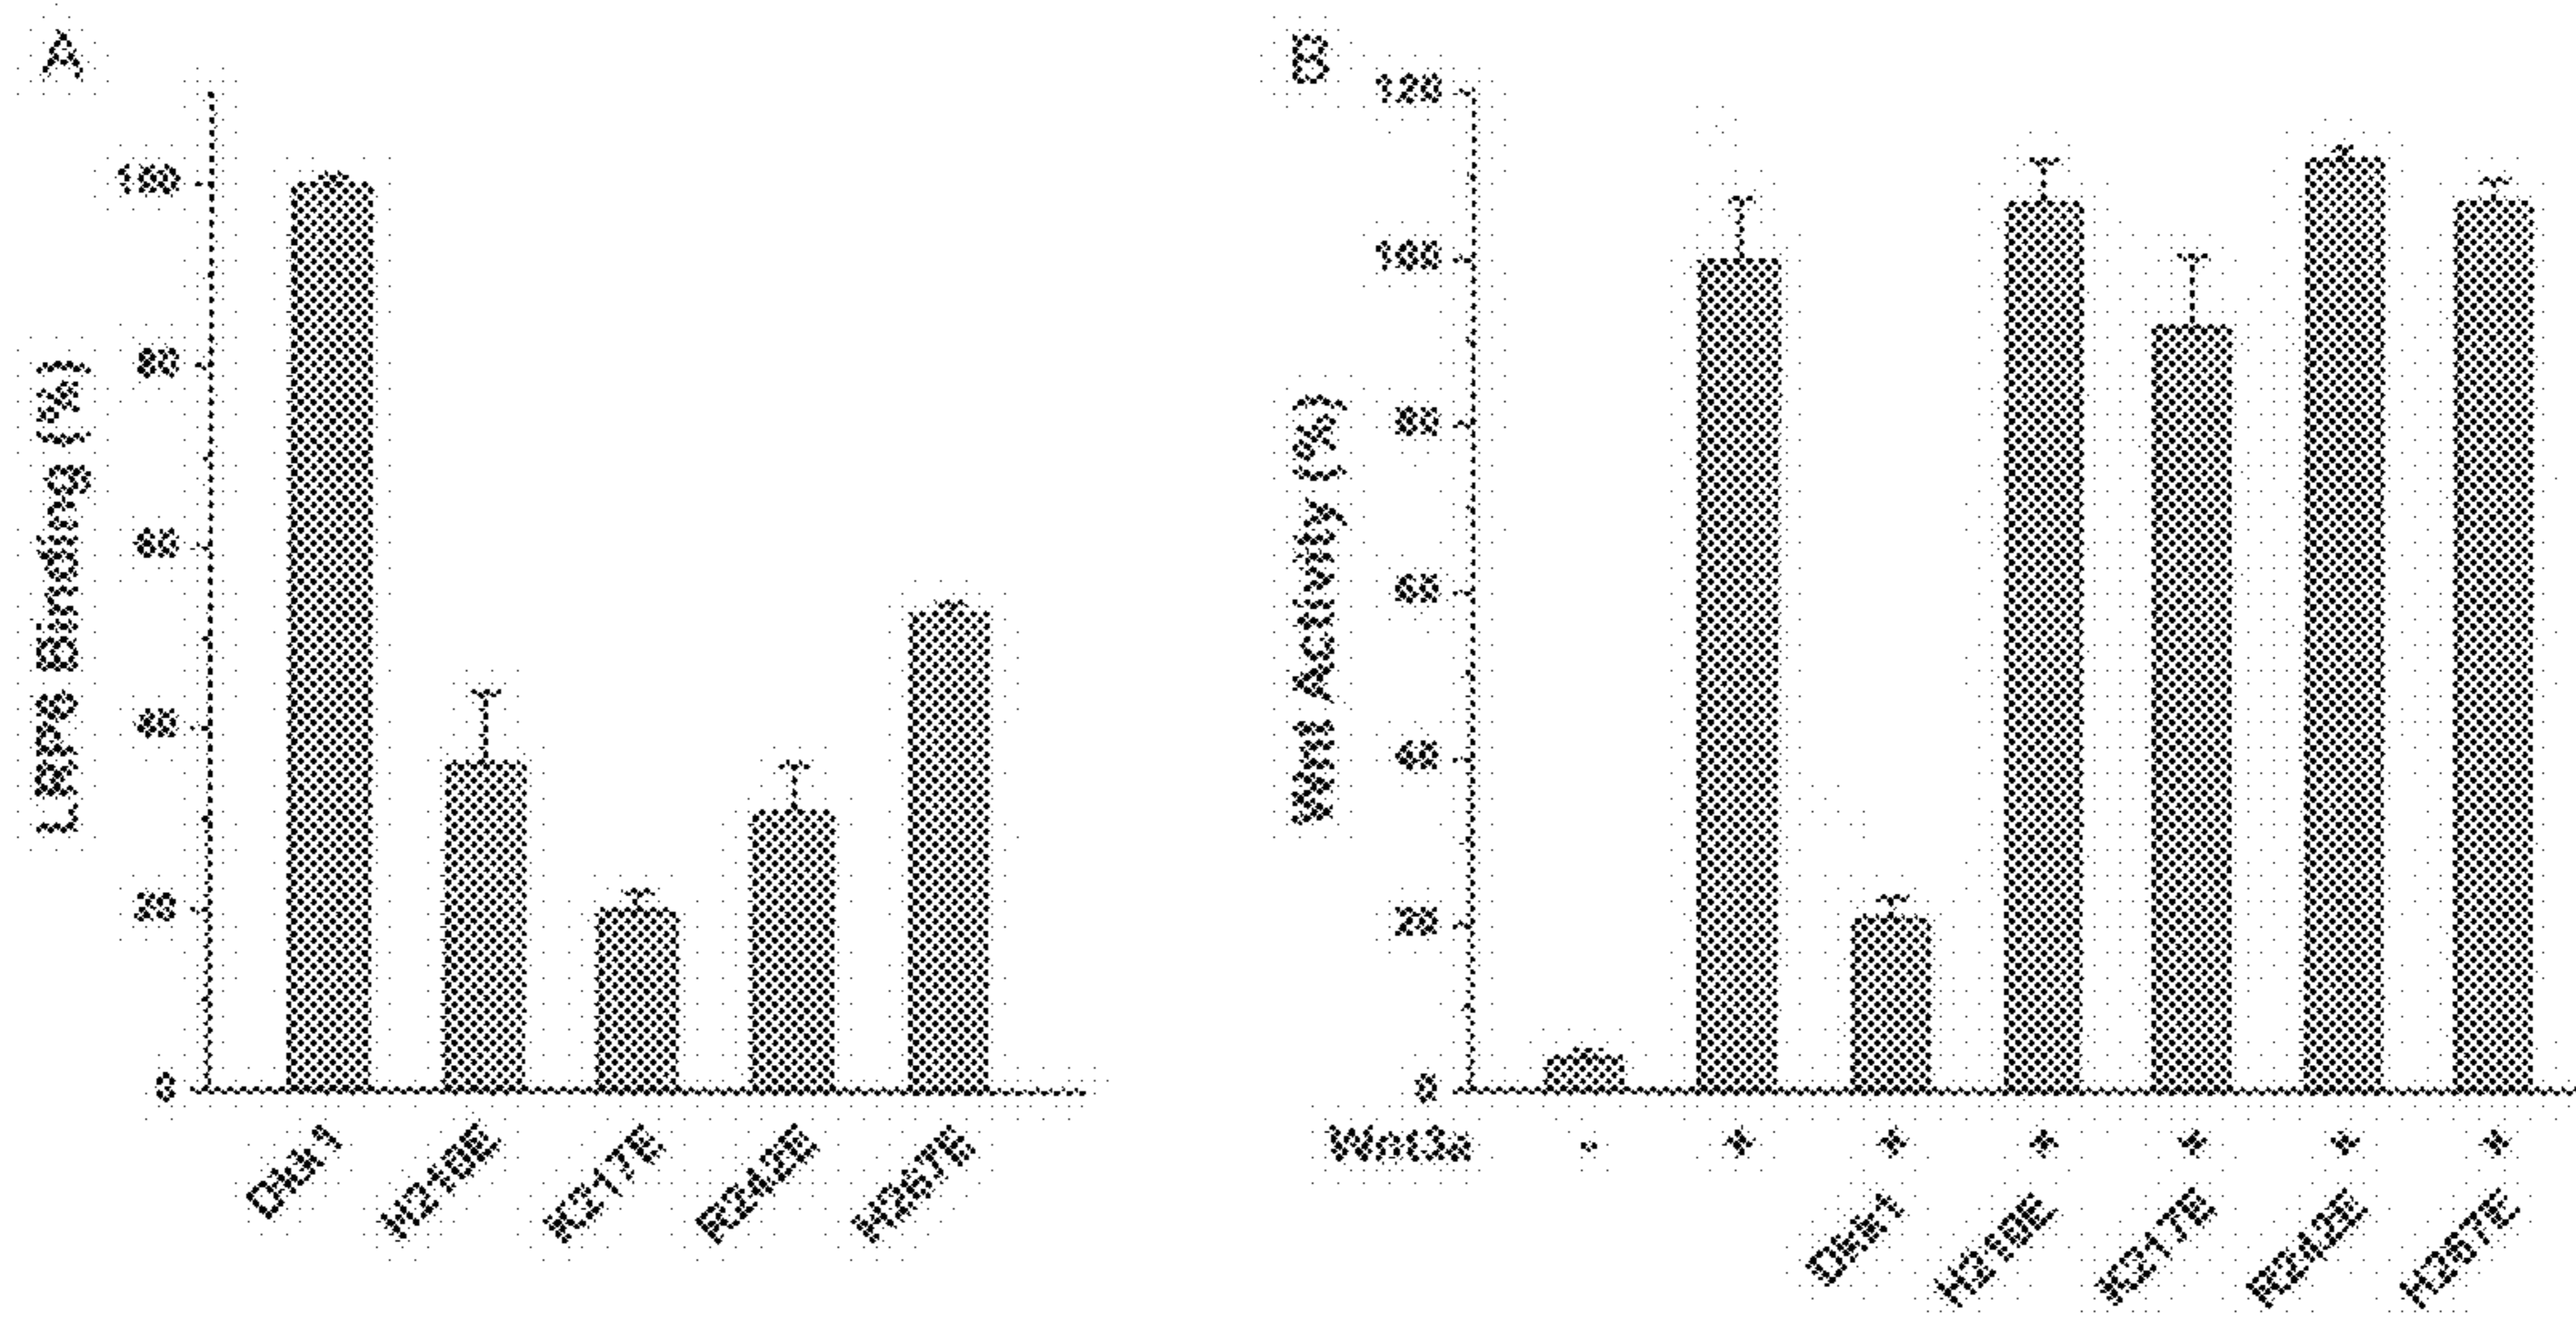 A
LRP6 Binding (%)
100
80
60
40
20
0
Dkk1
H210E
K217E
R242E
H267E
B
Wnt Activity (%)
120
100
80
60
40
20
0
Wnt3a - + + + + + +
Dkk1
H210E
K217E
R242E
H267E